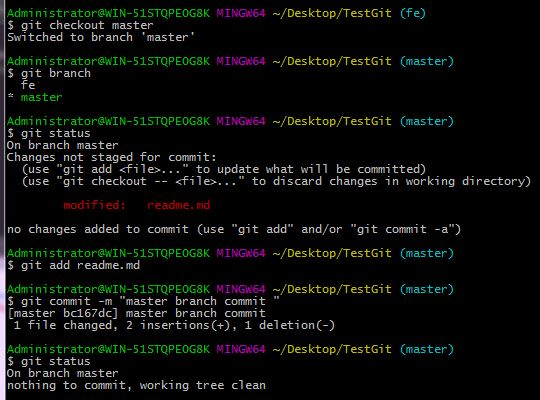 Administrator@WIN-51STQPEOG8K MINGW64 ~/Desktop/TestGit (fe)
$ git checkout master
Switched to branch 'master'
Administrator@WIN-51STQPEOG8K MINGW64 ~/Desktop/TestGit (master)
$ git branch
  fe
* master
Administrator@WIN-51STQPEOG8K MINGW64 ~/Desktop/TestGit (master)
$ git status
On branch master
Changes not staged for commit:
  (use "git add <file>..." to update what will be committed)
  (use "git checkout -- <file>..." to discard changes in working directory)
        modified:   readme.md
no changes added to commit (use "git add" and/or "git commit -a")
Administrator@WIN-51STQPEOG8K MINGW64 ~/Desktop/TestGit (master)
$ git add readme.md
Administrator@WIN-51STQPEOG8K MINGW64 ~/Desktop/TestGit (master)
$ git commit -m "master branch commit "
[master bc167dc] master branch commit
 1 file changed, 2 insertions(+), 1 deletion(-)
Administrator@WIN-51STQPEOG8K MINGW64 ~/Desktop/TestGit (master)
$ git status
On branch master
nothing to commit, working tree clean